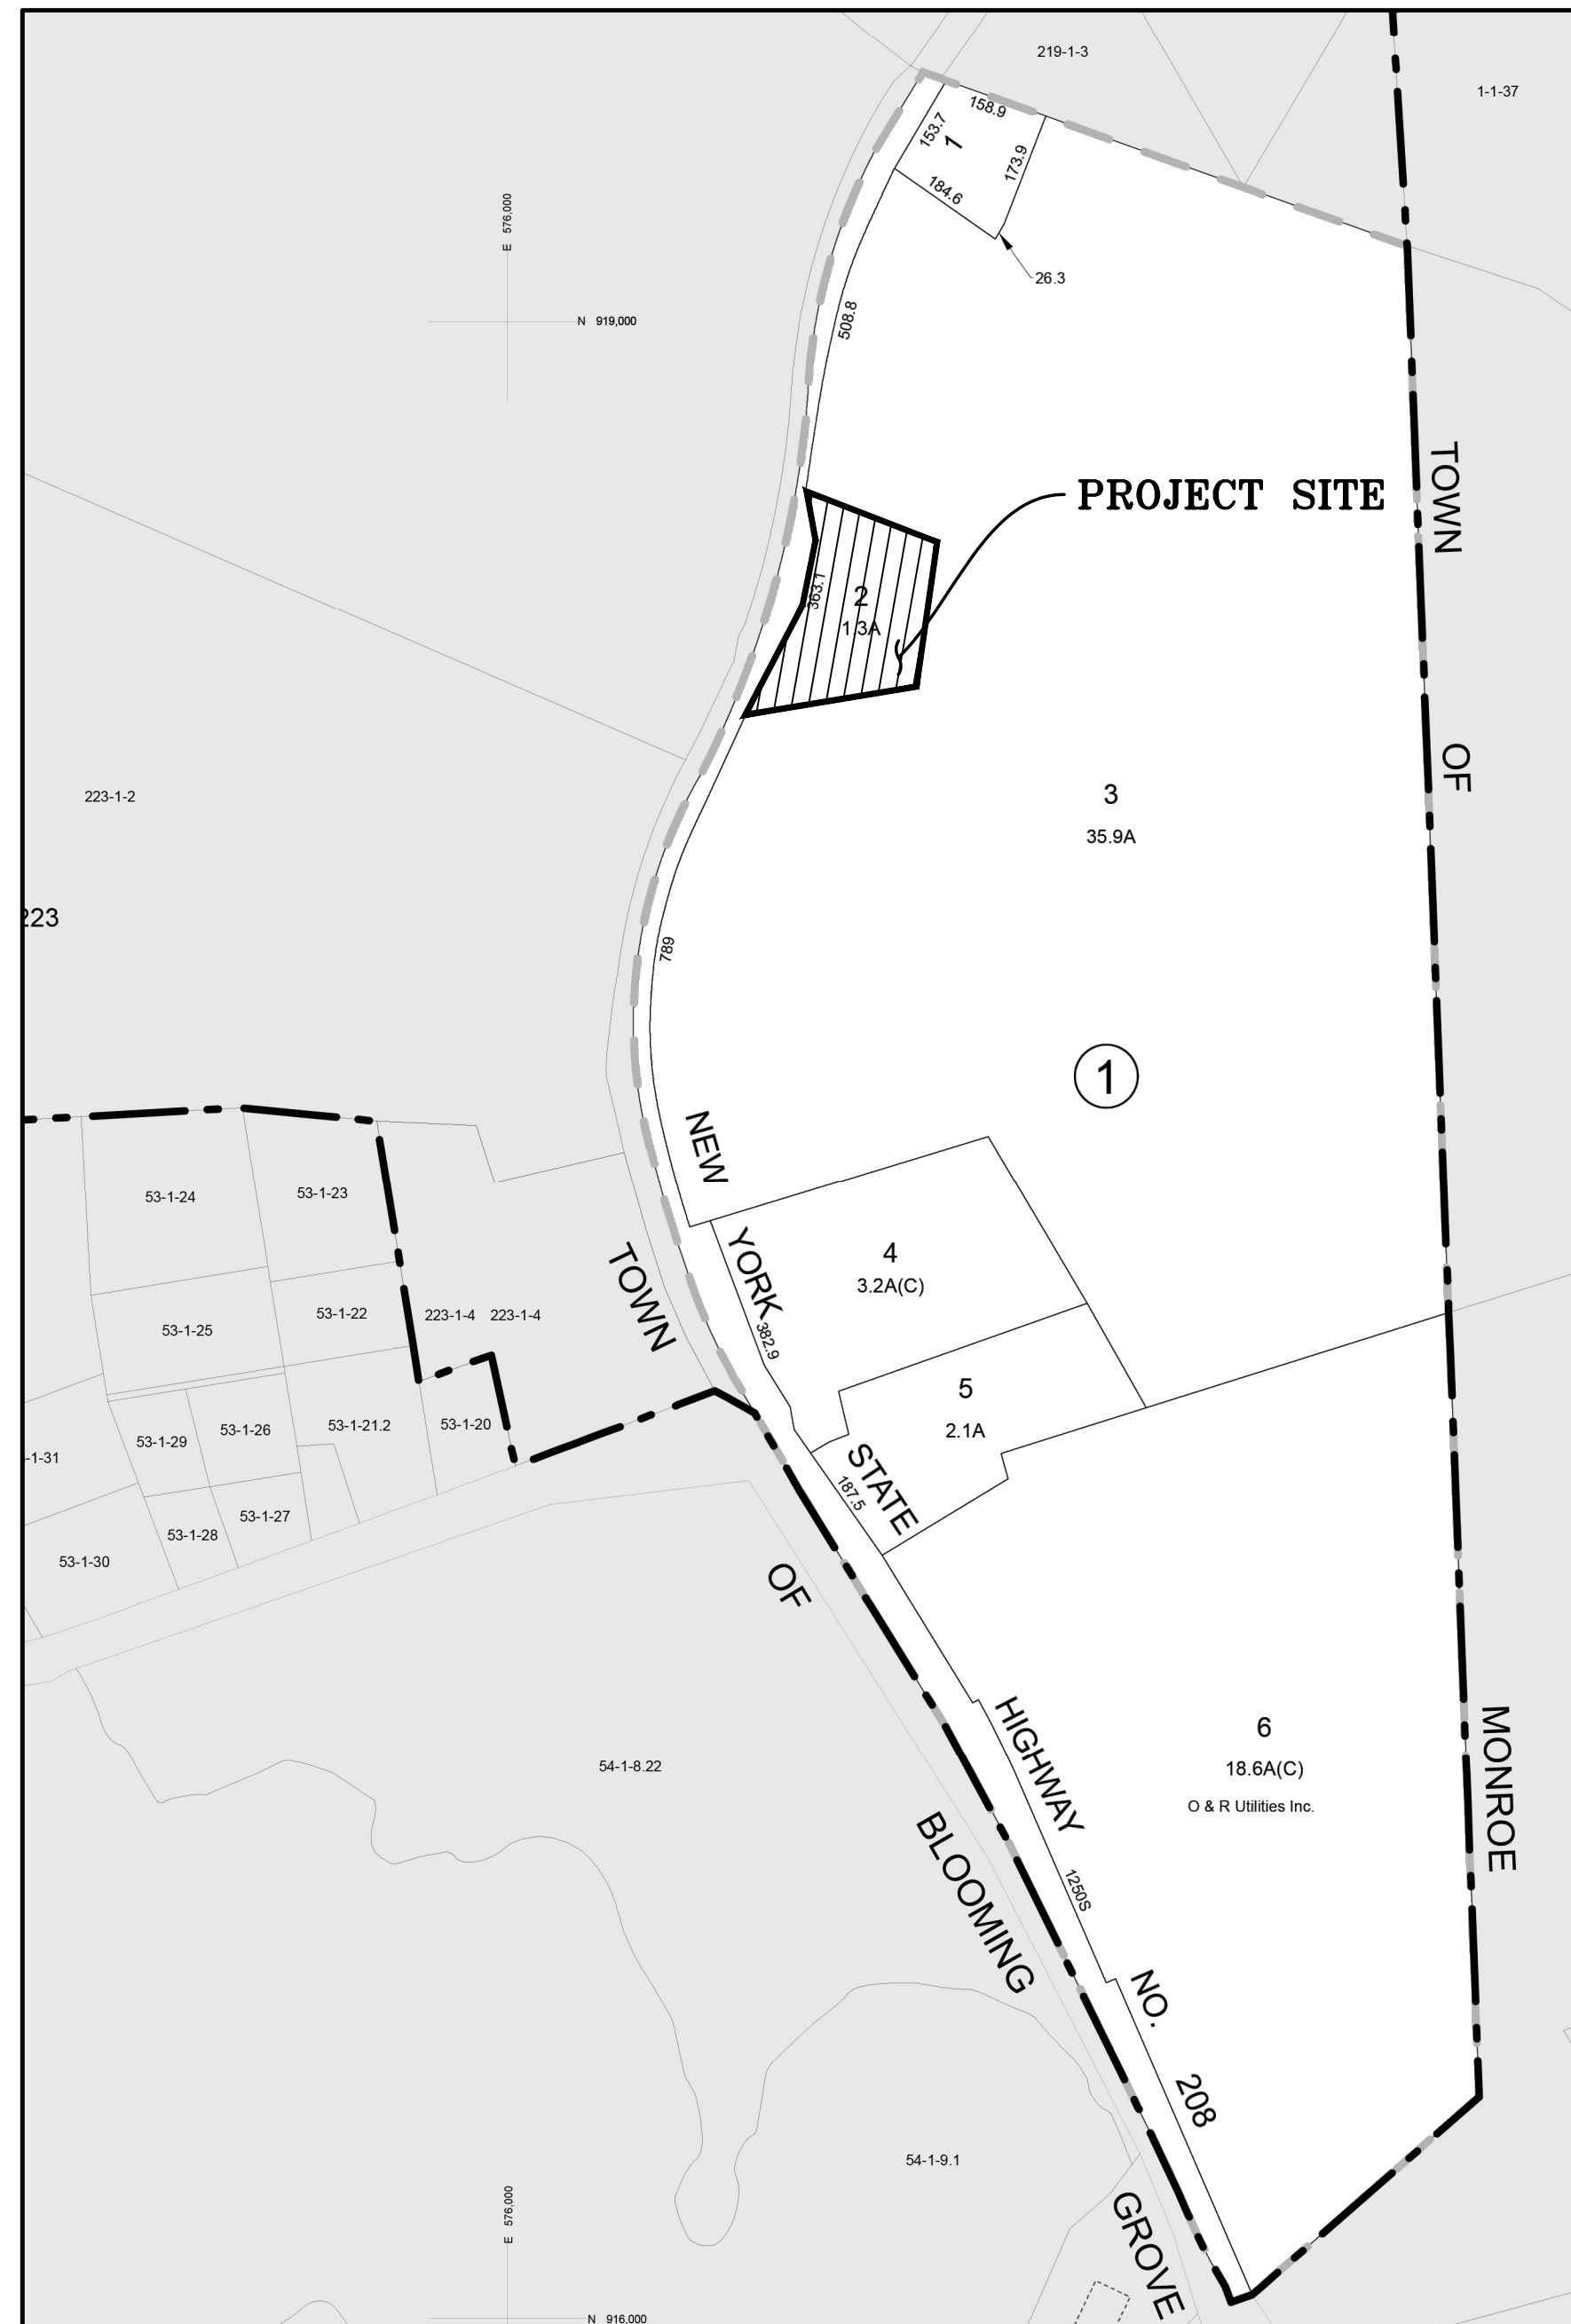 219-1-3
1-1-37
158.9
153.7
1
173.9
184.6
26.3
E 576,000
N 919,000
508.8
TOWN
PROJECT SITE
363.1
2
1.3A
OF
3
35.9A
223-1-2
223
789
1
NEW
53-1-24
53-1-23
YORK
4
3.2A(C)
TOWN
53-1-22
223-1-4
223-1-4
53-1-25
382.9
5
2.1A
53-1-29
53-1-26
53-1-21.2
53-1-20
-1-31
STATE
187.5
53-1-28
53-1-27
53-1-30
OF
HIGHWAY
MONROE
6
18.6A(C)
O & R Utilities Inc.
54-1-8.22
BLOOMING
1250S
NO.
208
54-1-9.1
GROVE
E 576,000
N 916,000